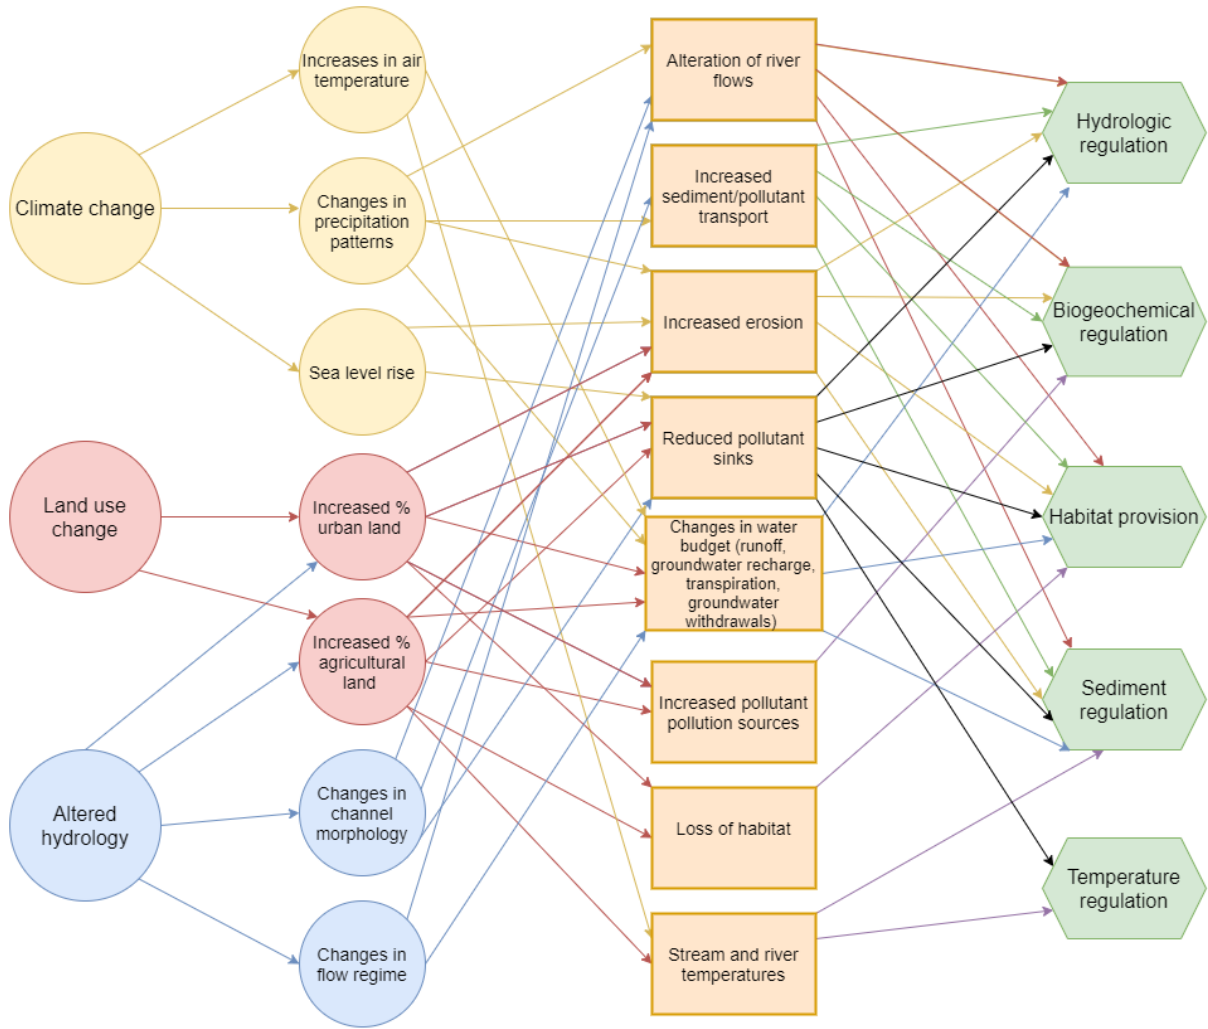 Climate change
Land use
change
Altered
hydrology
Increases in air
temperature
Changes in
precipitation
patterns
Sea level rise
Increased %
urban land
Increased %
agricultural
land
Changes in
channel
morphology
Changes in
flow regime
Alteration of river
flows
Increased
sediment/pollutant
transport
Increased erosion
Reduced pollutant
sinks
Changes in water
budget (runoff,
groundwater recharge,
transpiration,
groundwater
withdrawals)
Increased pollutant
pollution sources
Loss of habitat
Stream and river
temperatures
Hydrologic
regulation
Biogeochemical
regulation
Habitat provision
Sediment
regulation
Temperature
regulation